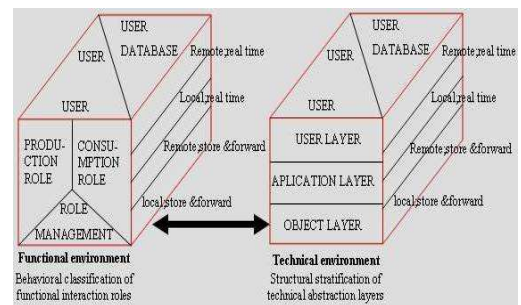 USER
USER
DATABASE
USER
Remote,real time
Local,real time
Remote,store &forward
local,store &forward
PRODU-
CTION
ROLE
CONSU-
MPTION
ROLE
ROLE
MANAGEMENT
Functional environment
Behavioral classification of
functional interaction roles
USER
USER
DATABASE
USER
Remote,real time
Local,real time
Remote,store &forward
local,store &forward
USER LAYER
APLICATION LAYER
OBJECT LAYER
Technical environment
Structural stratification of
technical abstraction layers